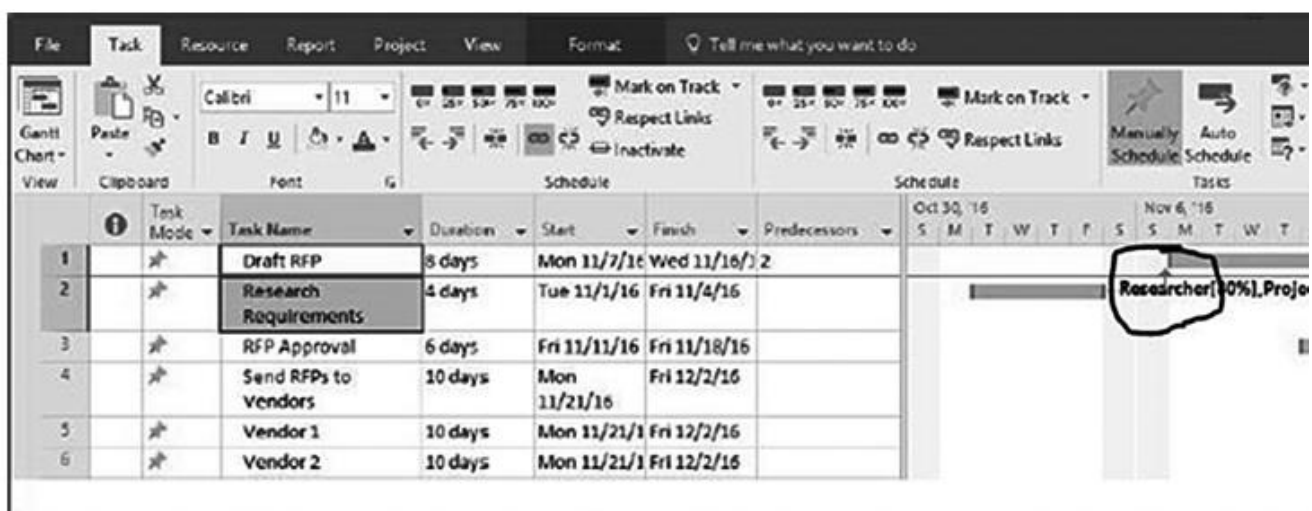 File Task Resource Report Project View Format Tell me what you want to do
Calibri 11 Mark on Track Mark on Track
Gantt Chart Paste B I U A Respect Links Respect Links Manually Schedule Auto Schedule
Inactivate
View Clipboard Font Schedule Schedule Tasks
Task Mode Task Name Duration Start Finish Predecessors Oct 30, '16 Nov 6, '16
S M T W T F S S M T W T
1 Draft RFP 8 days Mon 11/7/16 Wed 11/16/1 2
2 Research Requirements 4 days Tue 11/1/16 Fri 11/4/16 Proje
3 RFP Approval 6 days Fri 11/11/16 Fri 11/18/16
4 Send RFPs to Vendors 10 days Mon 11/21/16 Fri 12/2/16
5 Vendor 1 10 days Mon 11/21/1 Fri 12/2/16
6 Vendor 2 10 days Mon 11/21/1 Fri 12/2/16